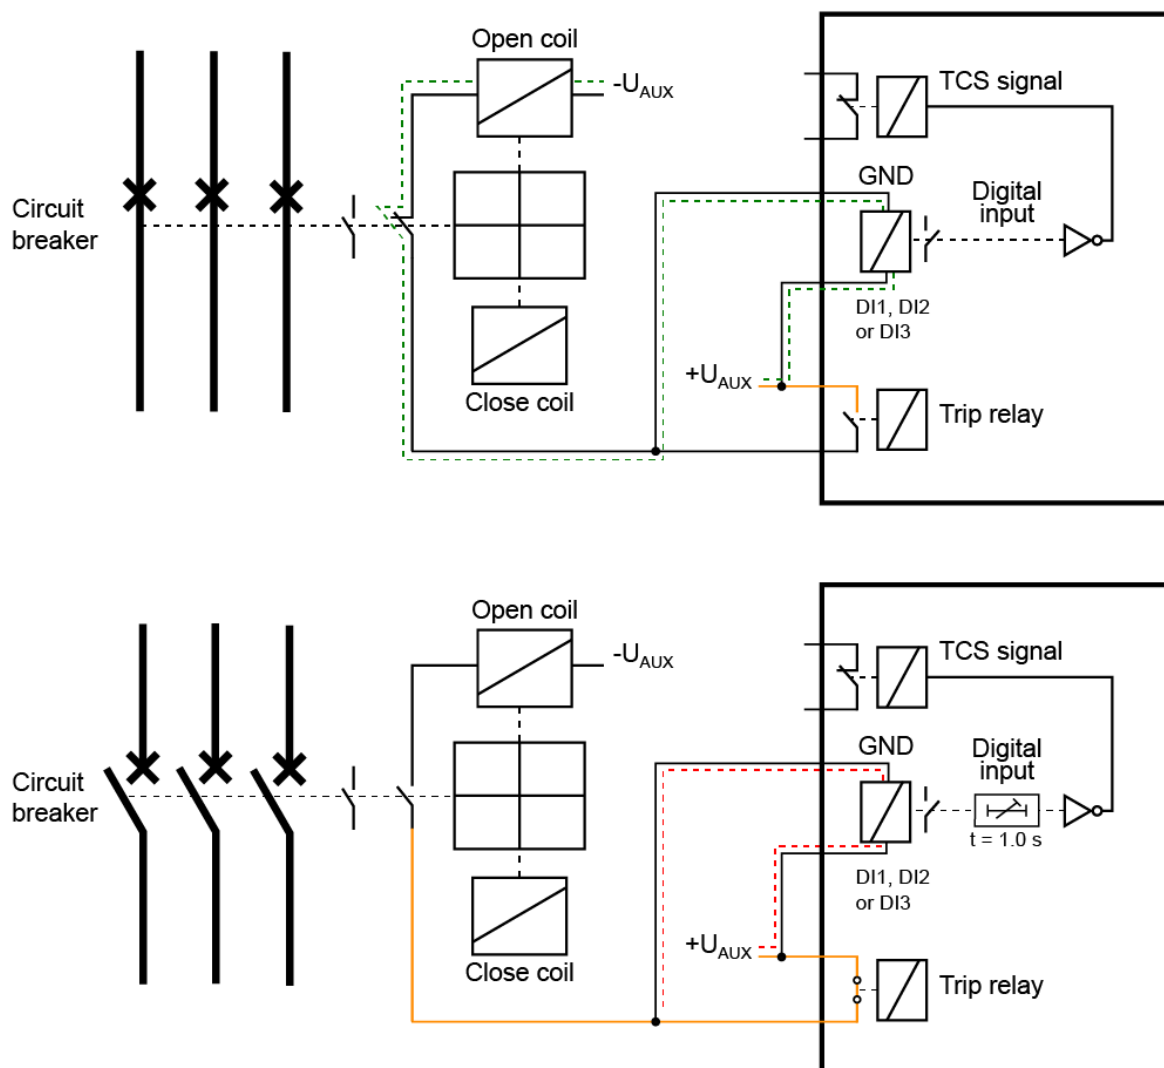 Open coil
-UAUX
TCS signal
GND
Digital
input
Circuit
breaker
DI1, DI2
or DI3
+UAUX
Close coil
Trip relay
Open coil
-UAUX
TCS signal
GND
Digital
input
Circuit
breaker
t = 1.0 s
DI1, DI2
or DI3
+UAUX
Close coil
Trip relay